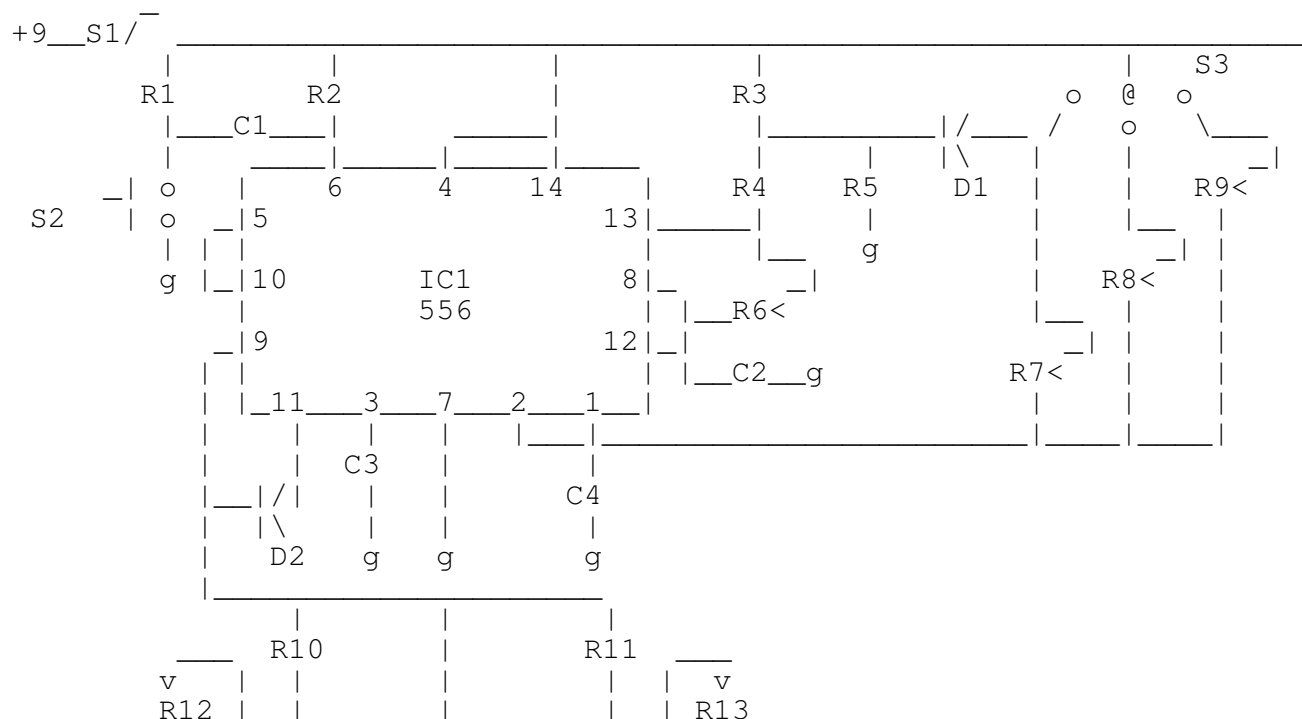 +9__S1/
S3
R1 R2 R3 o @ o
C1 / o \
6 4 14 R4 R5 D1 R9<
o
S2 o 5 13 g
g 10 IC1 8 R8<
556 R6<
9 12
C2 g R7<
11 3 7 2 1
C3
C4
D2 g g g
R10 R11
v v
R12 R13